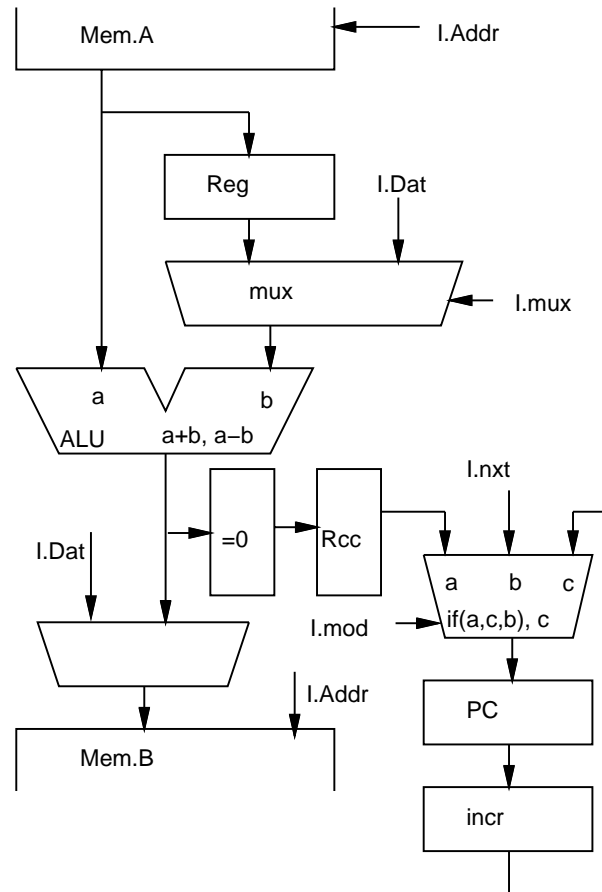 Mem.A
I.Addr
Reg
I.Dat
mux
I.mux
a
b
ALU
a+b, a−b
I.nxt
=0
Rcc
I.Dat
a
b
c
if(a,c,b), c
I.mod
I.Addr
PC
Mem.B
incr